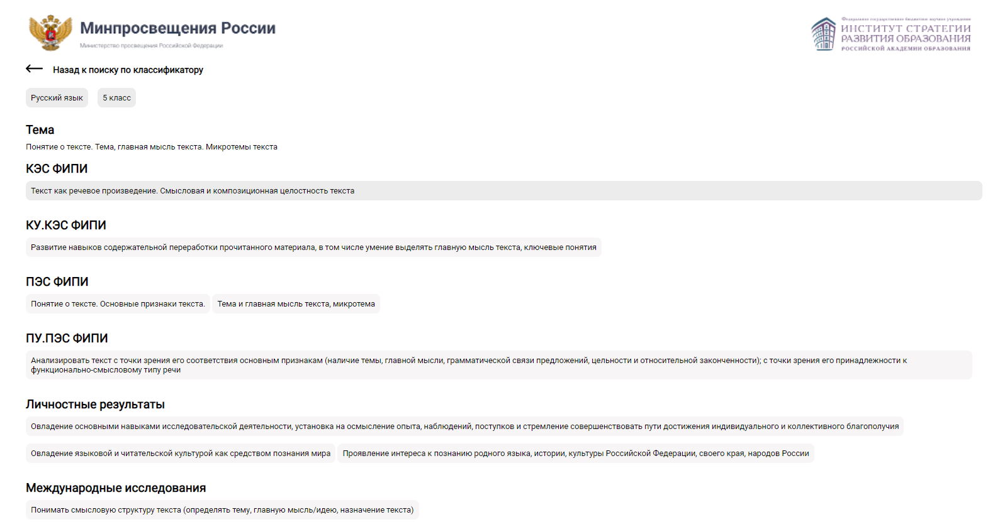 Минпросвещения России
Министерство просвещения Российской Федерации
Федеральное государственное бюджетное научное учреждение
ИНСТИТУТ СТРАТЕГИИ
РАЗВИТИЯ ОБРАЗОВАНИЯ
РОССИЙСКОЙ АКАДЕМИИ ОБРАЗОВАНИЯ
Назад к поиску по классификатору
Русский язык
5 класс
Тема
Понятие о тексте. Тема, главная мысль текста. Микротемы текста
КЭС ФИПИ
Текст как речевое произведение. Смысловая и композиционная целостность текста
КУ.КЭС ФИПИ
Развитие навыков содержательной переработки прочитанного материала, в том числе умение выделять главную мысль текста, ключевые понятия
ПЭС ФИПИ
Понятие о тексте. Основные признаки текста.
Тема и главная мысль текста, микротема
ПУ.ПЭС ФИПИ
Анализировать текст с точки зрения его соответствия основным признакам (наличие темы, главной мысли, грамматической связи предложений, цельности и относительной законченности); с точки зрения его принадлежности к
функционально-смысловому типу речи
Личностные результаты
Овладение основными навыками исследовательской деятельности, установка на осмысление опыта, наблюдений, поступков и стремление совершенствовать пути достижения индивидуального и коллективного благополучия
Овладение языковой и читательской культурой как средством познания мира
Проявление интереса к познанию родного языка, истории, культуры Российской Федерации, своего края, народов России
Международные исследования
Понимать смысловую структуру текста (определять тему, главную мысль/идею, назначение текста)